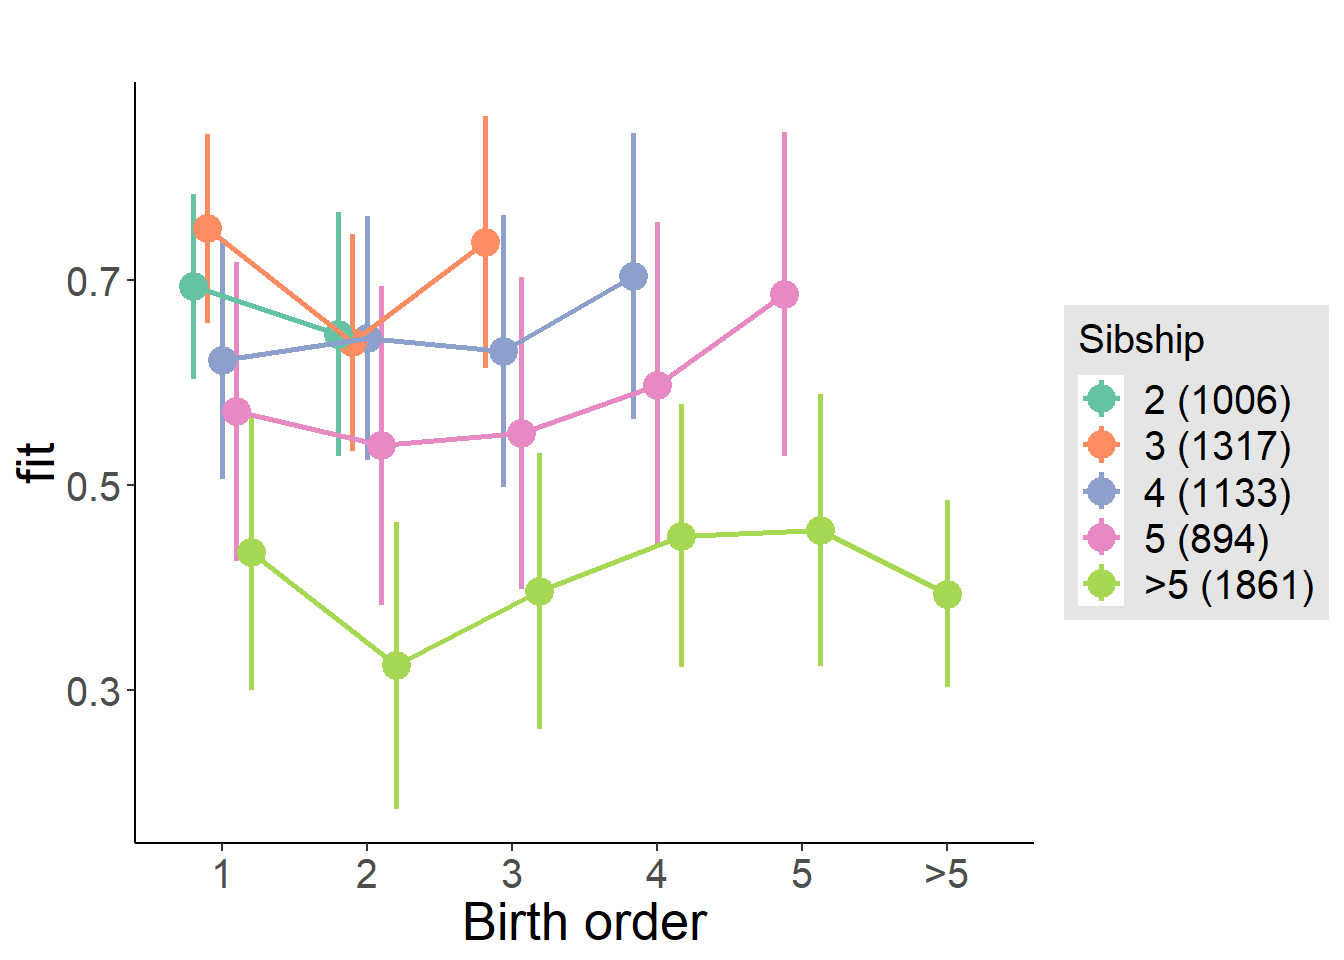 fit
0.7
0.5
0.3
1 2 3 4 5 >5
Birth order
Sibship
2 (1006)
3 (1317)
4 (1133)
5 (894)
>5 (1861)